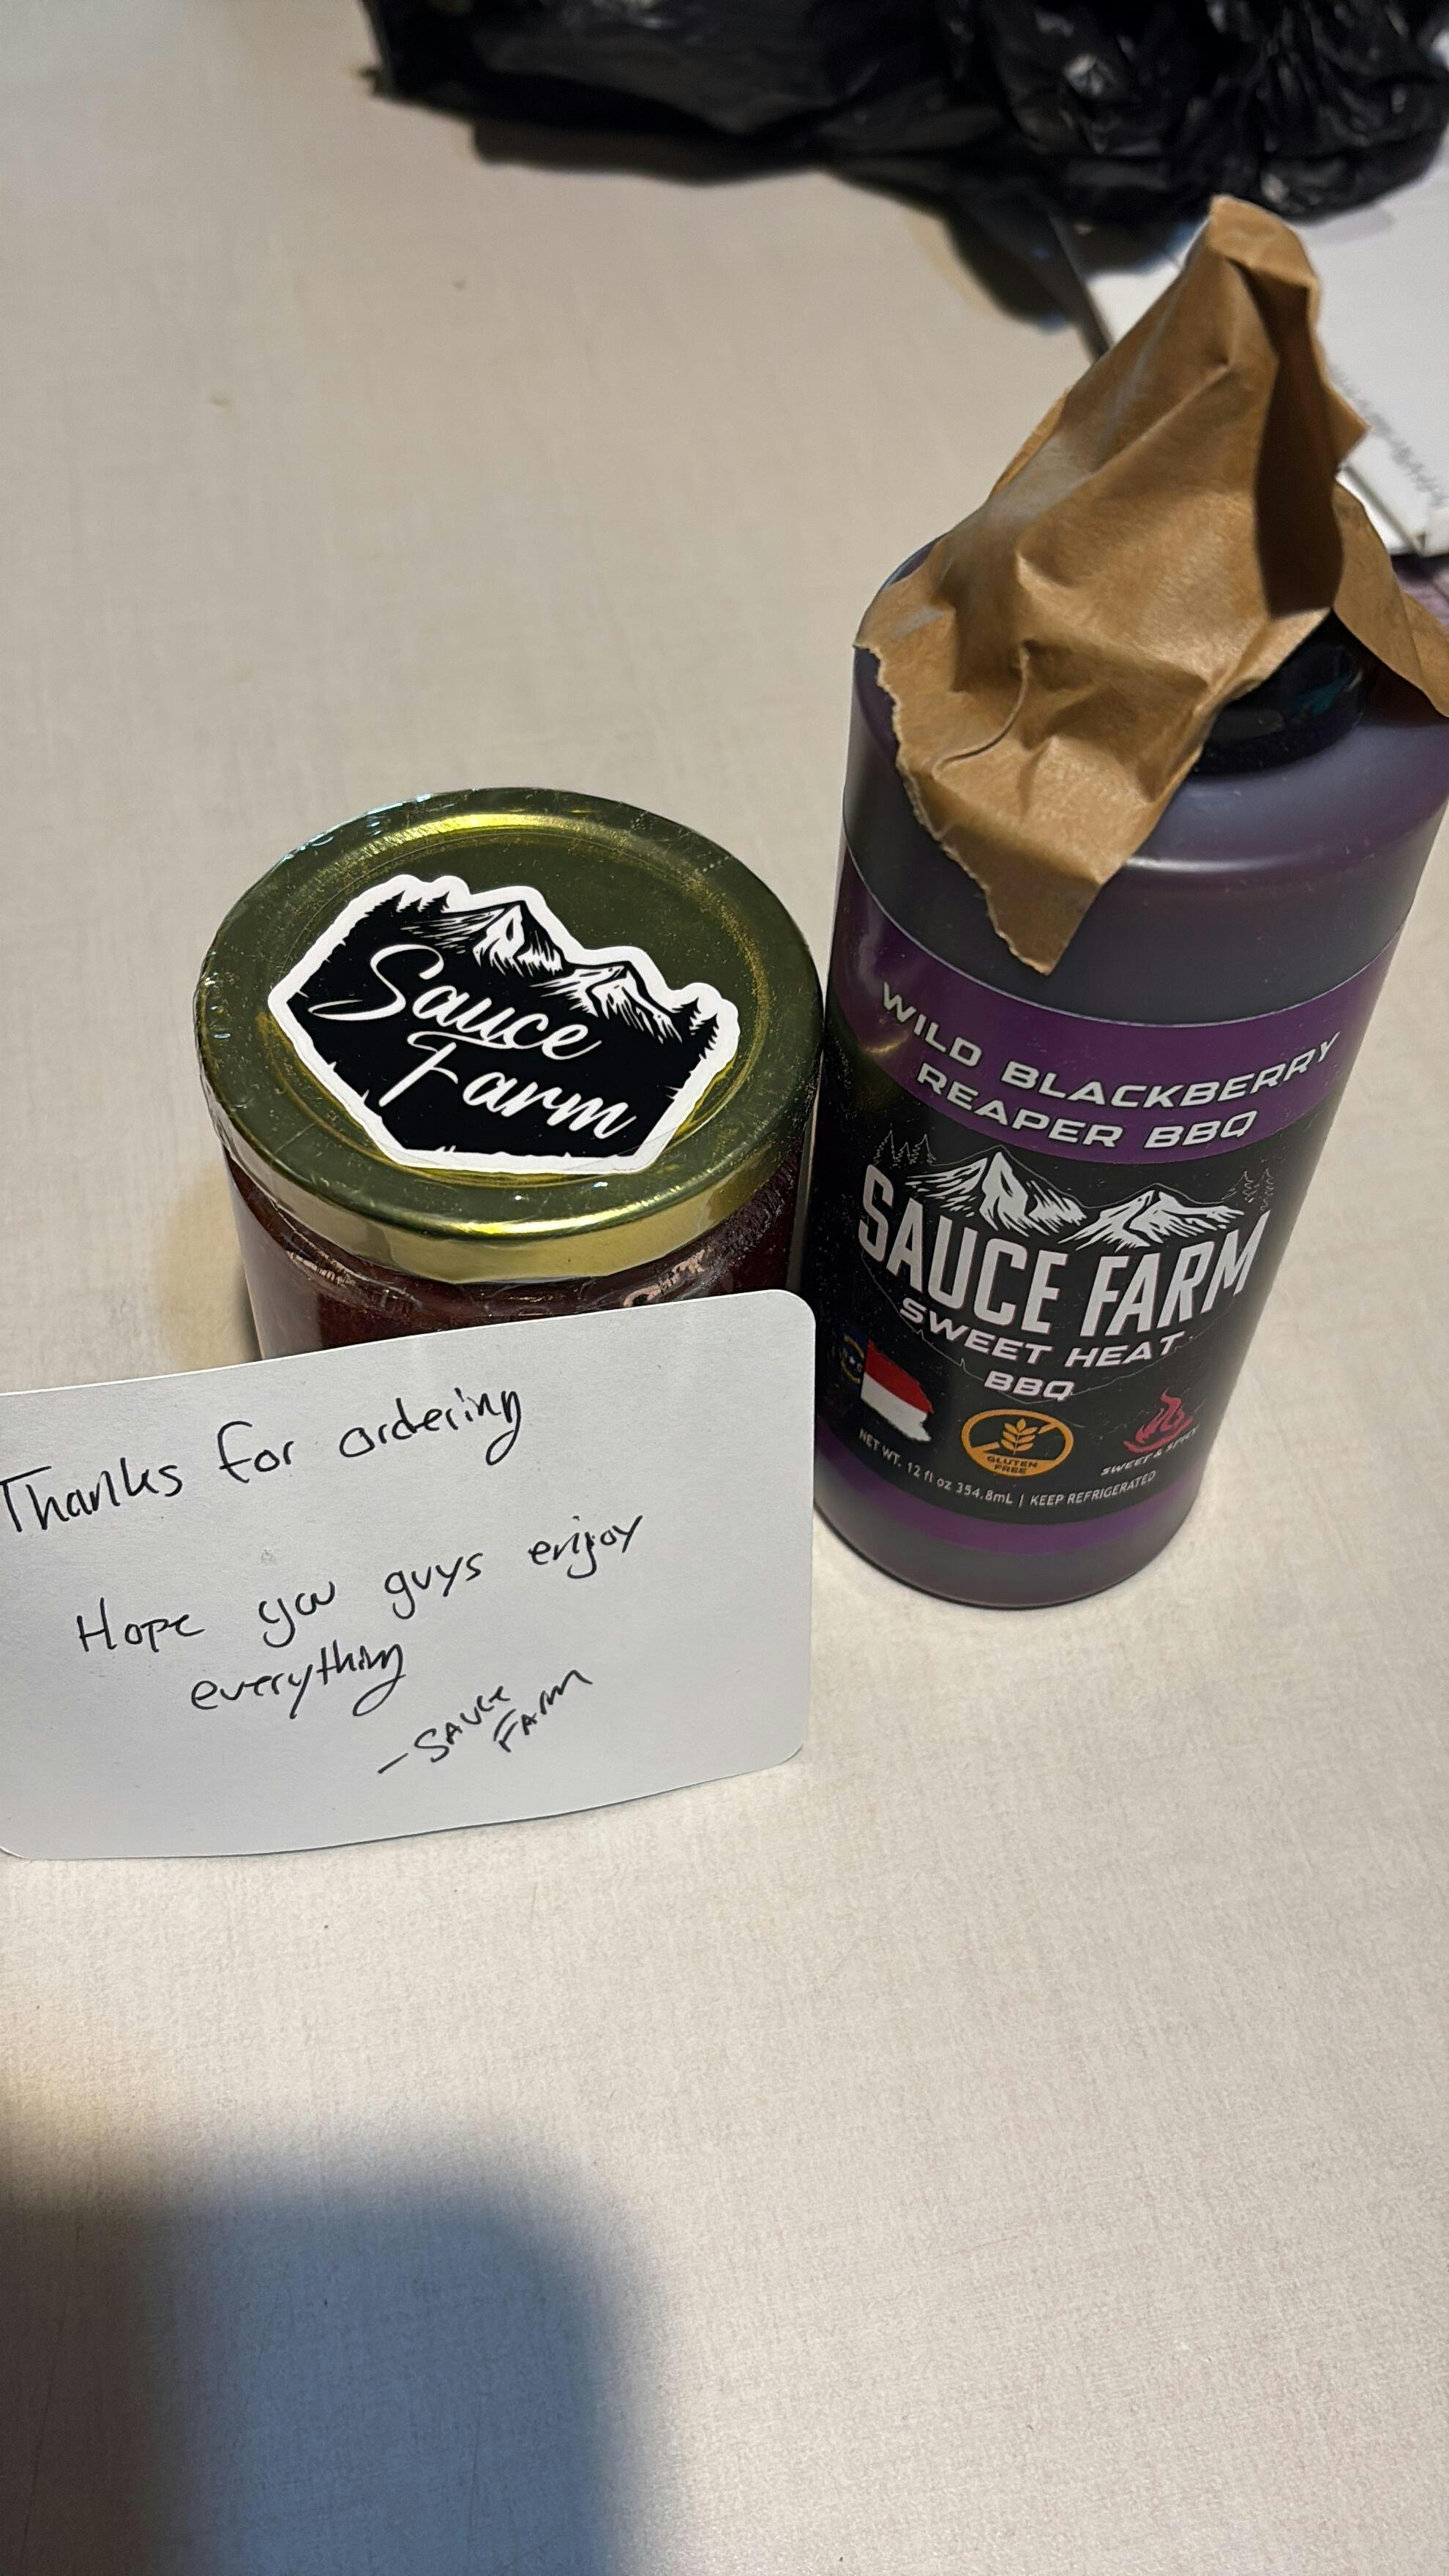 Sauce
Farm
WILD BLACKBERRY
REAPER BBQ
SAUCE FARM
SWEET HEAT
BBQ
GLUTEN
FREE
SWEET & SPICY
NET WT. 12 fl oz 354.8mL | KEEP REFRIGERATED
Thanks for ordering
Hope you guys enjoy
everything
- SAUCE
FARM